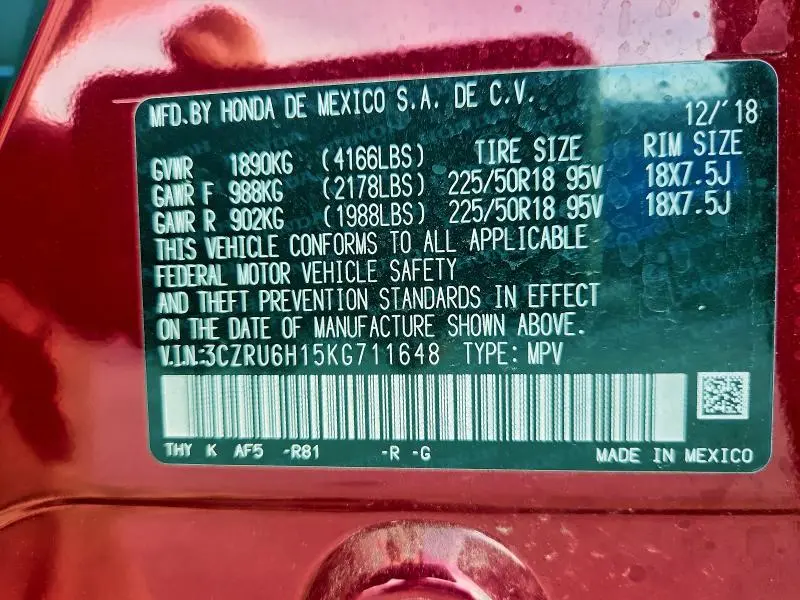 MFD. BY HONDA DE MEXICO S.A. DE C.V.
12/'18
GVWR 1890KG (4166LBS) TIRE SIZE RIM SIZE
GAWR F 988KG (2178LBS) 225/50R18 95V 18X7.5J
GAWR R 902KG (1988LBS) 225/50R18 95V 18X7.5J
THIS VEHICLE CONFORMS TO ALL APPLICABLE
FEDERAL MOTOR VEHICLE SAFETY
AND THEFT PREVENTION STANDARDS IN EFFECT
ON THE DATE OF MANUFACTURE SHOWN ABOVE.
V.I.N.:3CZRU6H15KG711648 TYPE: MPV
THY K AF5 -R81 -R -G MADE IN MEXICO